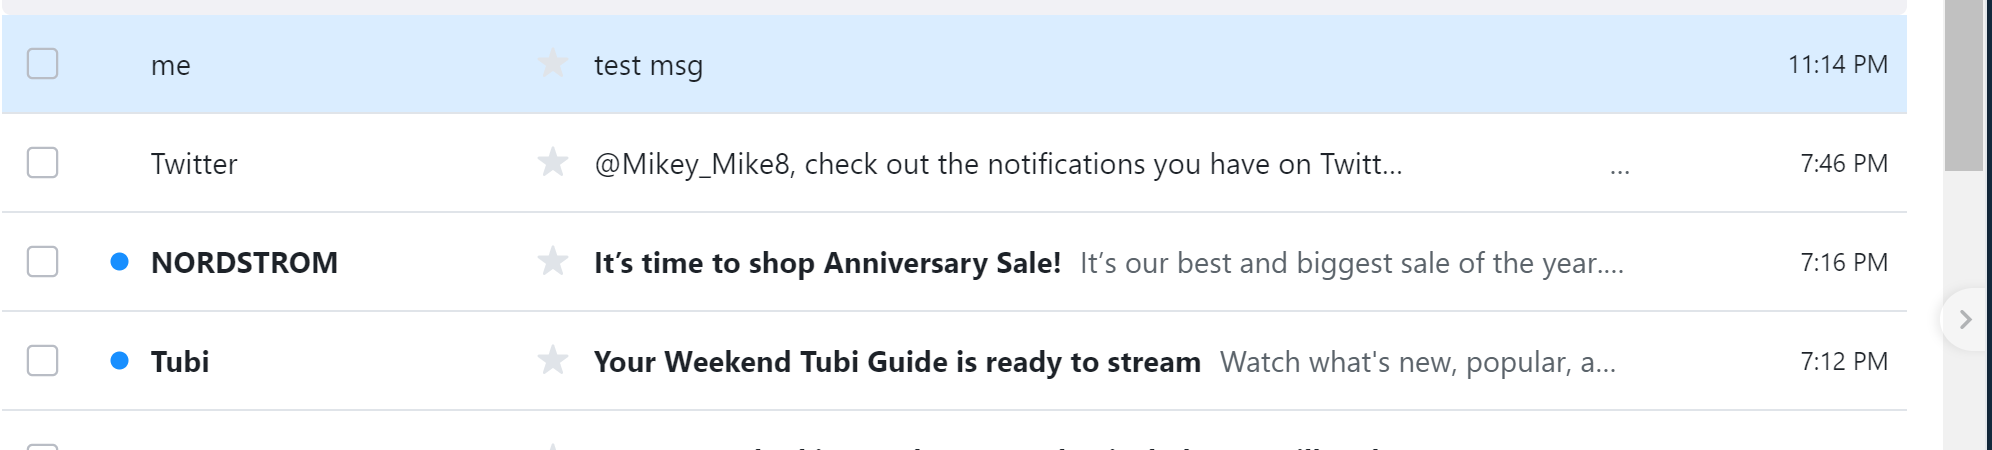 me test msg 11:14 PM
Twitter @Mikey_Mike8, check out the notifications you have on Twitt... ... 7:46 PM
NORDSTROM It’s time to shop Anniversary Sale! It’s our best and biggest sale of the year.... 7:16 PM
Tubi Your Weekend Tubi Guide is ready to stream Watch what's new, popular, a... 7:12 PM